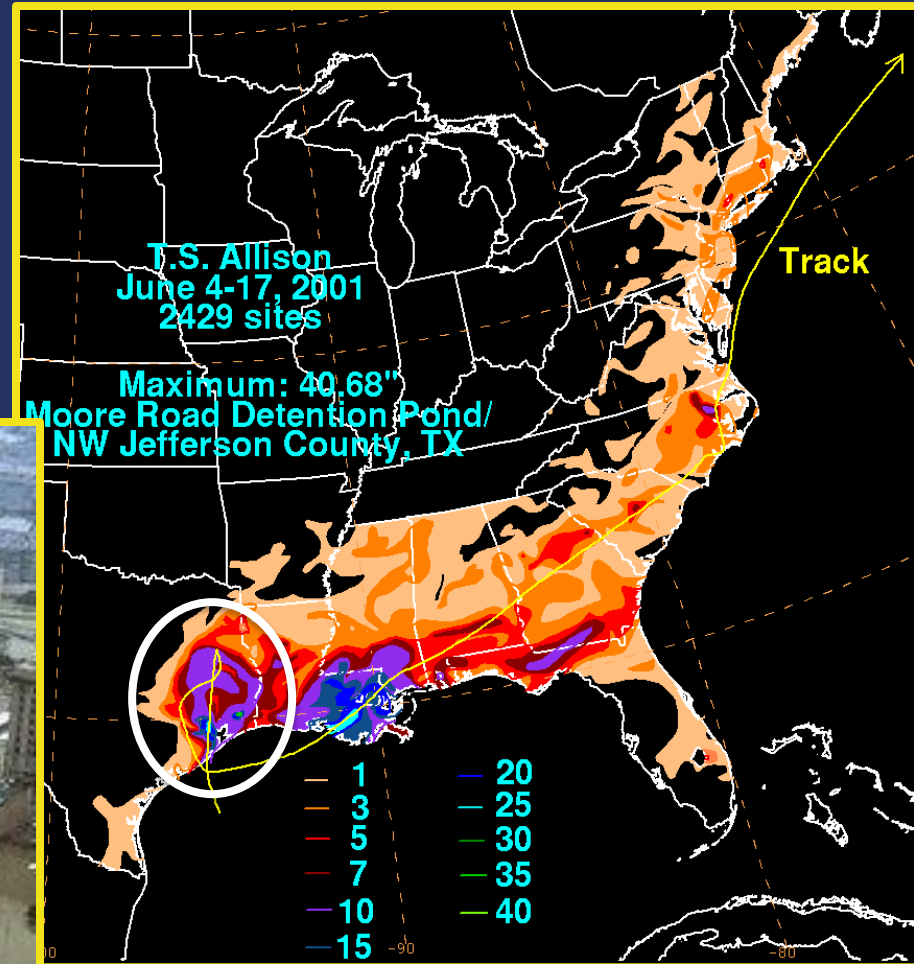 T.S. Allison
June 4-17, 2001
2429 sites
Maximum: 40.68"
Moore Road Detention Pond/
NW Jefferson County, TX
Track
1
3
5
7
10
15
20
25
30
35
40
-90
-80